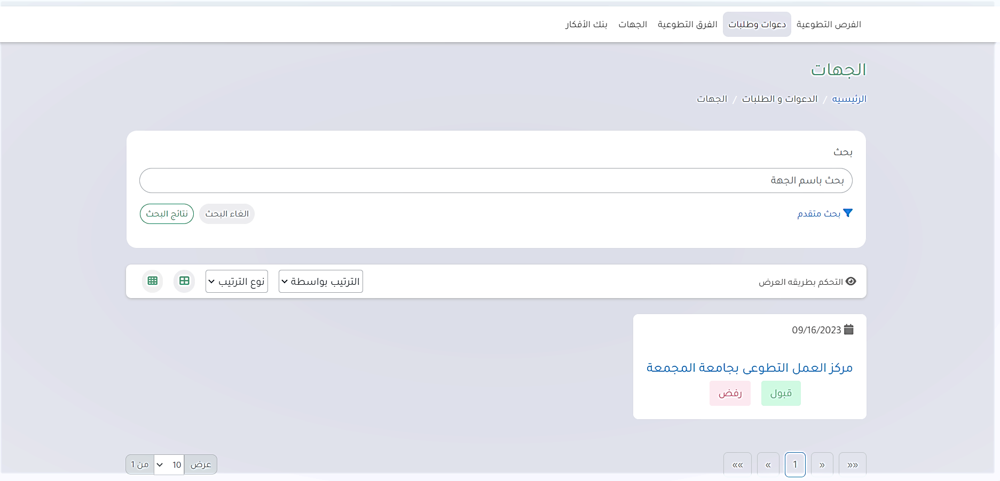 الفرص التطوعية دعوات وطلبات الفرق التطوعية الجهات بنك الأفكار
الجهات
الرئيسيه / الدعوات و الطلبات / الجهات
بحث
بحث باسم الجهة
بحث متقدم الغاء البحث نتائج البحث
التحكم بطريقه العرض الترتيب بواسطة نوع الترتيب
09/16/2023
مركز العمل التطوعى بجامعة المجمعة
قبول رفض
»» » 1 « «« عرض 10 من 1